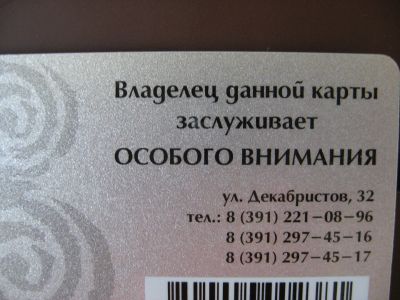 Владелец данной карты
заслуживает
ОСОБОГО ВНИМАНИЯ
ул. Декабристов, 32
тел.: 8 (391) 221–08–96
8 (391) 297–45–16
8 (391) 297–45–17